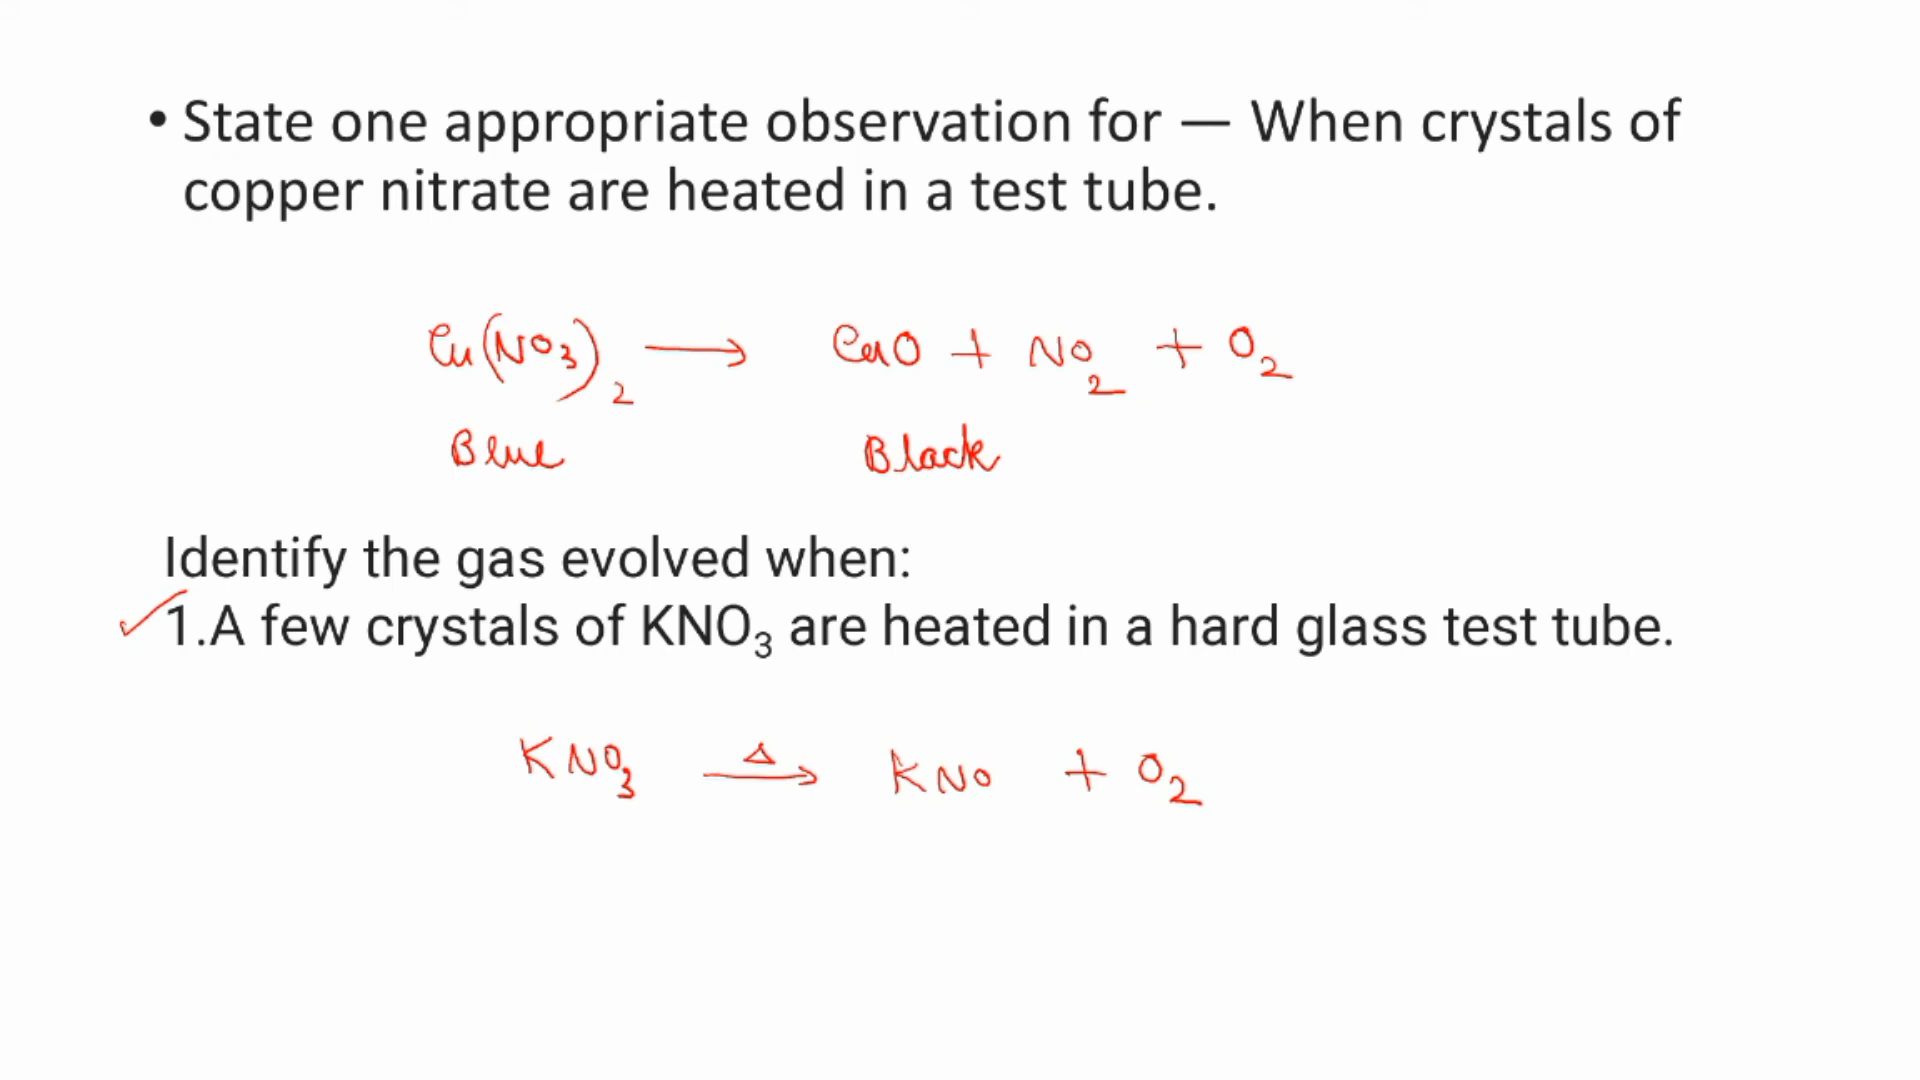 • State one appropriate observation for — When crystals of
copper nitrate are heated in a test tube.
Cu(NO₃)₂ ⟶ CuO + NO₂ + O₂
Blue Black
Identify the gas evolved when:
✓1.A few crystals of KNO₃ are heated in a hard glass test tube.
KNO₃ —Δ→ KNO + O₂